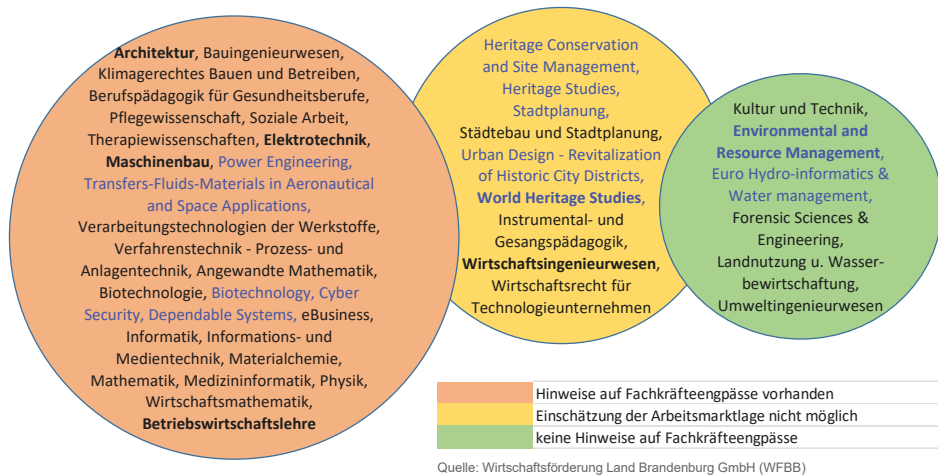 Architektur, Bauingenieurwesen,
Klimagerechtes Bauen und Betreiben,
Berufspädagogik für Gesundheitsberufe,
Pflegewissenschaft, Soziale Arbeit,
Therapiewissenschaften, Elektrotechnik,
Maschinenbau, Power Engineering,
Transfers-Fluids-Materials in Aeronautical
and Space Applications,
Verarbeitungstechnologien der Werkstoffe,
Verfahrenstechnik - Prozess- und
Anlagentechnik, Angewandte Mathematik,
Biotechnologie, Biotechnology, Cyber
Security, Dependable Systems, eBusiness,
Informatik, Informations- und
Medientechnik, Materialchemie,
Mathematik, Medizininformatik, Physik,
Wirtschaftsmathematik,
Betriebswirtschaftslehre
Heritage Conservation
and Site Management,
Heritage Studies,
Stadtplanung,
Städtebau und Stadtplanung,
Urban Design - Revitalization
of Historic City Districts,
World Heritage Studies,
Instrumental- und
Gesangspädagogik,
Wirtschaftsingenieurwesen,
Wirtschaftsrecht für
Technologieunternehmen
Kultur und Technik,
Environmental and
Resource Management,
Euro Hydro-informatics &
Water management,
Forensic Sciences &
Engineering,
Landnutzung u. Wasser-
bewirtschaftung,
Umweltingenieurwesen
Hinweise auf Fachkräfteengpässe vorhanden
Einschätzung der Arbeitsmarktlage nicht möglich
keine Hinweise auf Fachkräfteengpässe
Quelle: Wirtschaftsförderung Land Brandenburg GmbH (WFBB)